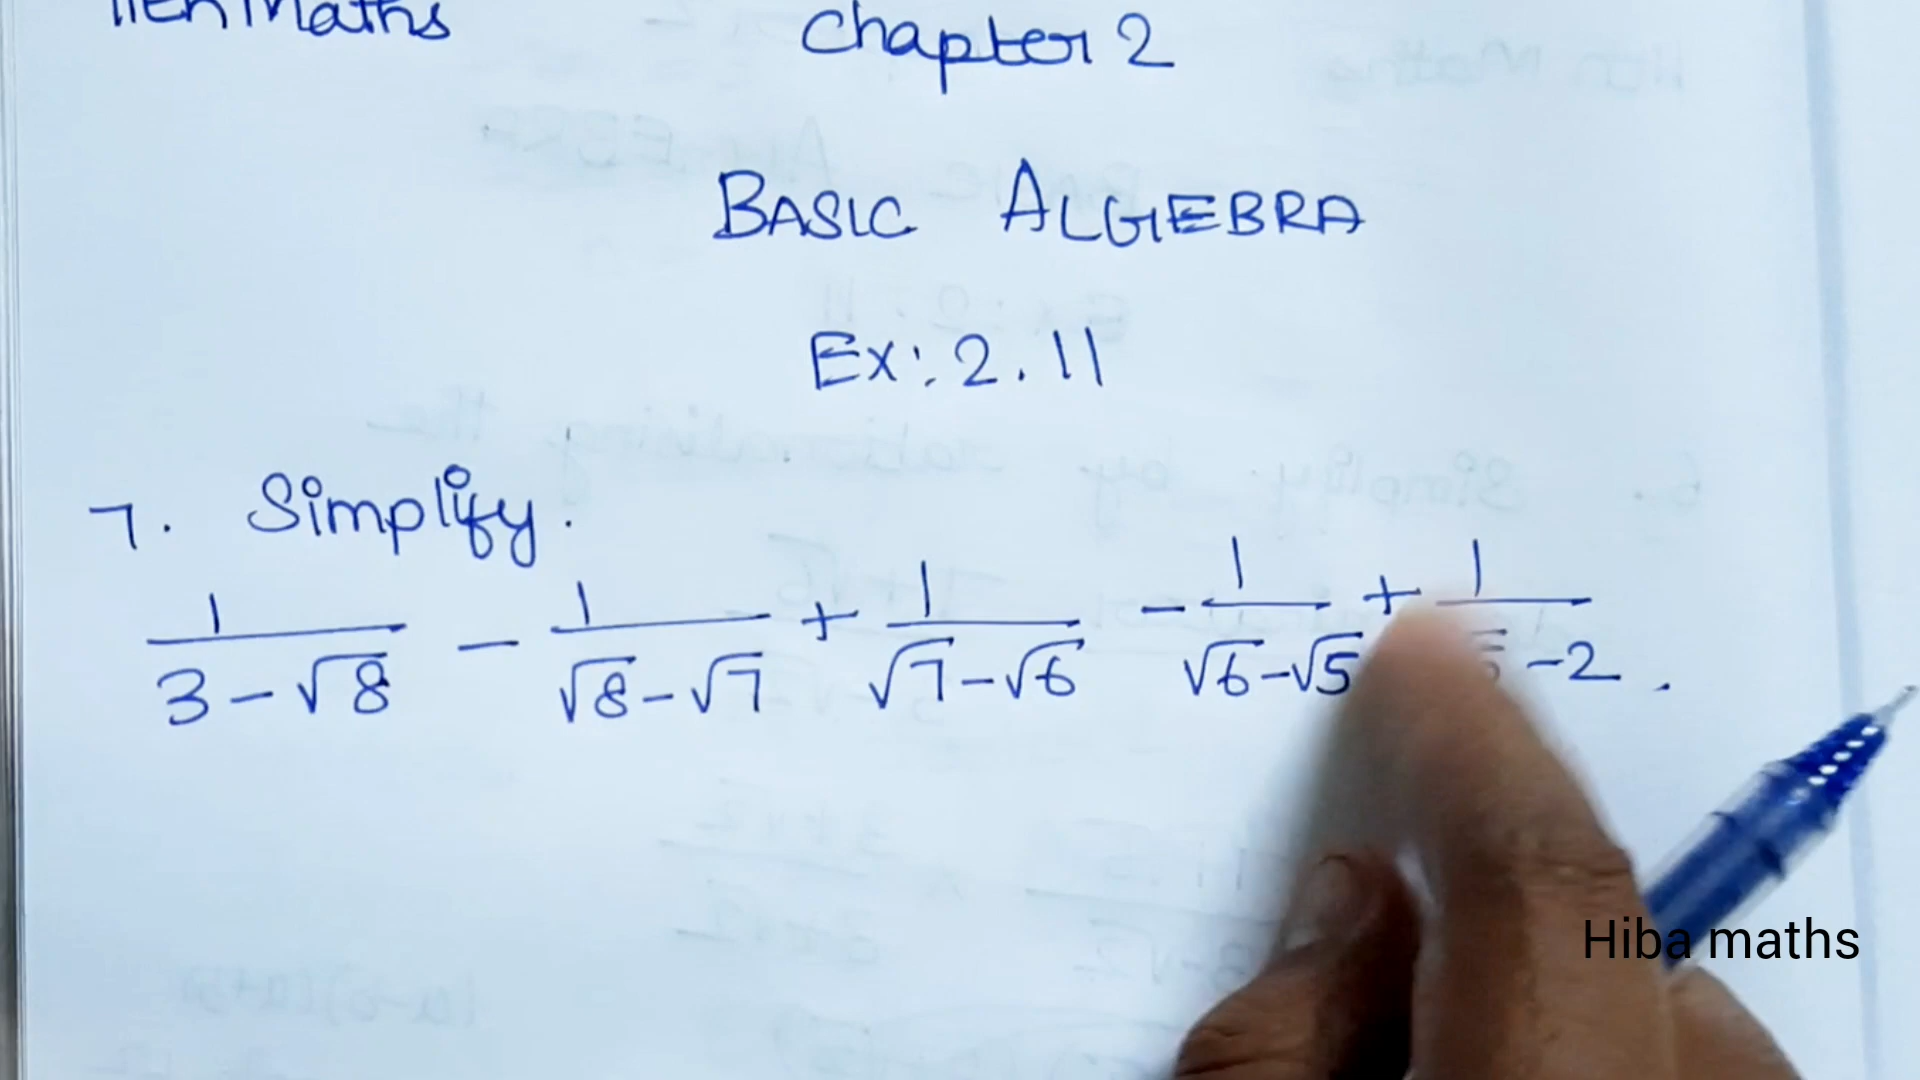 Maths
Chapter 2
BASIC ALGEBRA
Ex: 2.11
7. Simplify.
1/(3-√8) - 1/(√8-√7) + 1/(√7-√6) - 1/(√6-√5) + 1/( -2).
Hiba maths